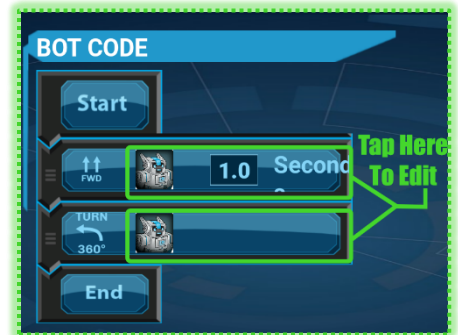 BOT CODE
Start
Tap Here
To Edit
FWD
1.0 Second
TURN
360°
End